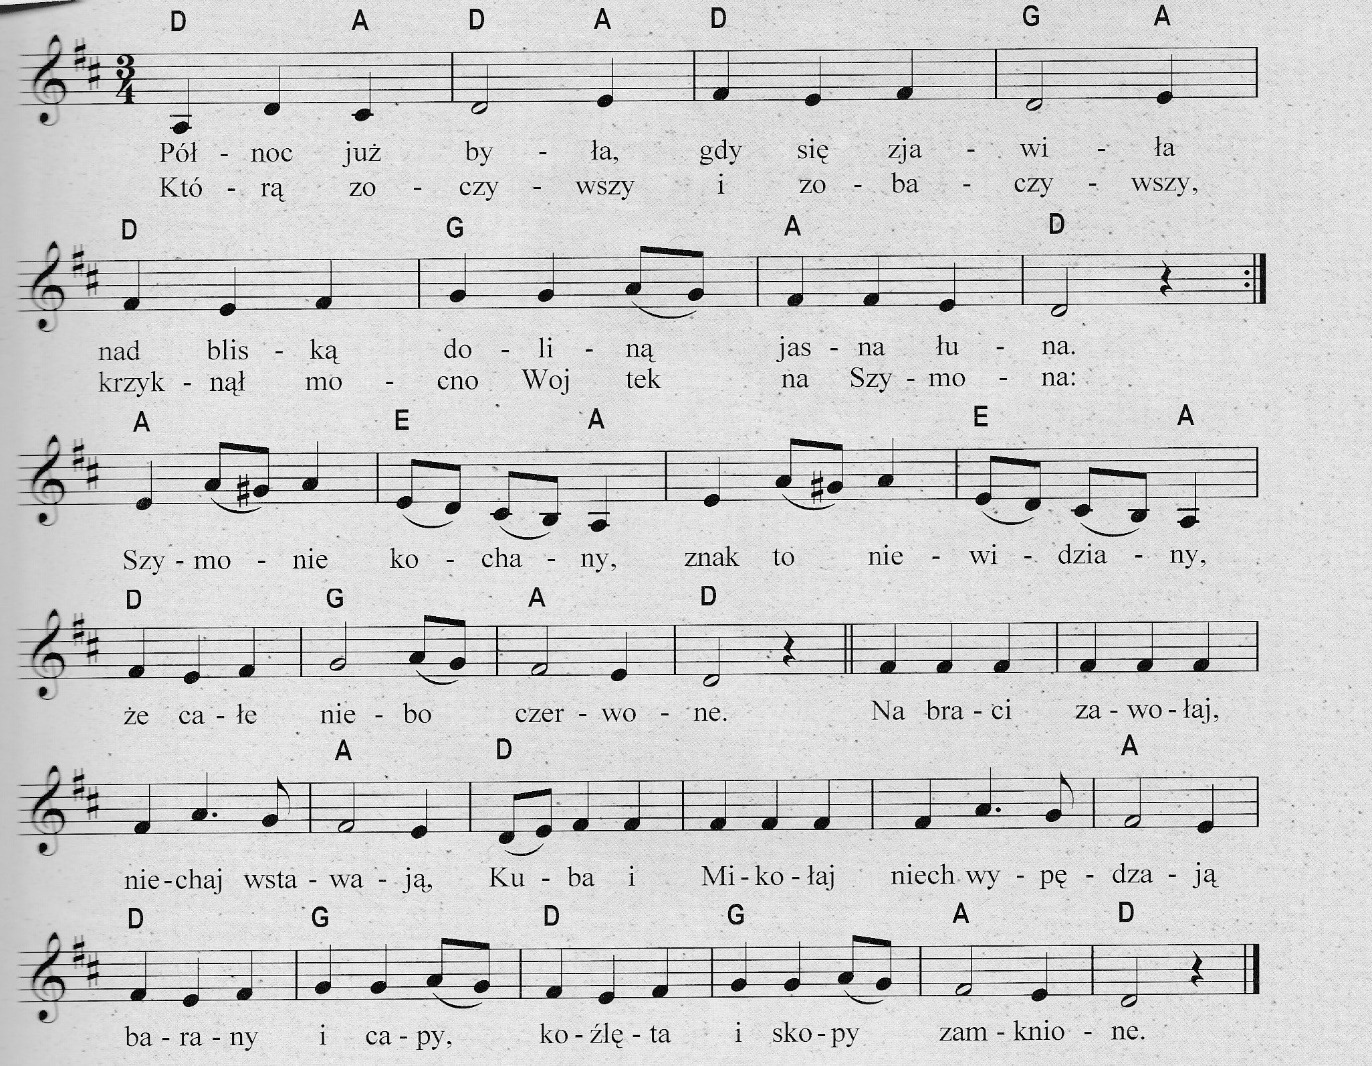 D A D A D G A
3
4
Pół - noc już by - ła, gdy się zja - wi - ła
Któ - rą zo - czy - wszy i zo - ba - czy - wszy,
D G A D
nad blis - ką do - li - ną jas - na łu - na.
krzyk - nął mo - cno Woj tek na Szy - mo - na:
A E A E A
Szy - mo - nie ko - cha - ny, znak to nie - wi - dzia - ny,
D G A D
że ca - łe nie - bo czer - wo - ne. Na bra - ci za - wo - łaj,
A D A
nie - chaj wsta - wa - ją, Ku - ba i Mi - ko - łaj niech wy - pę - dza - ją
D G D G A D
ba - ra - ny i ca - py, ko - źlę - ta i sko - py zam - knio - ne.